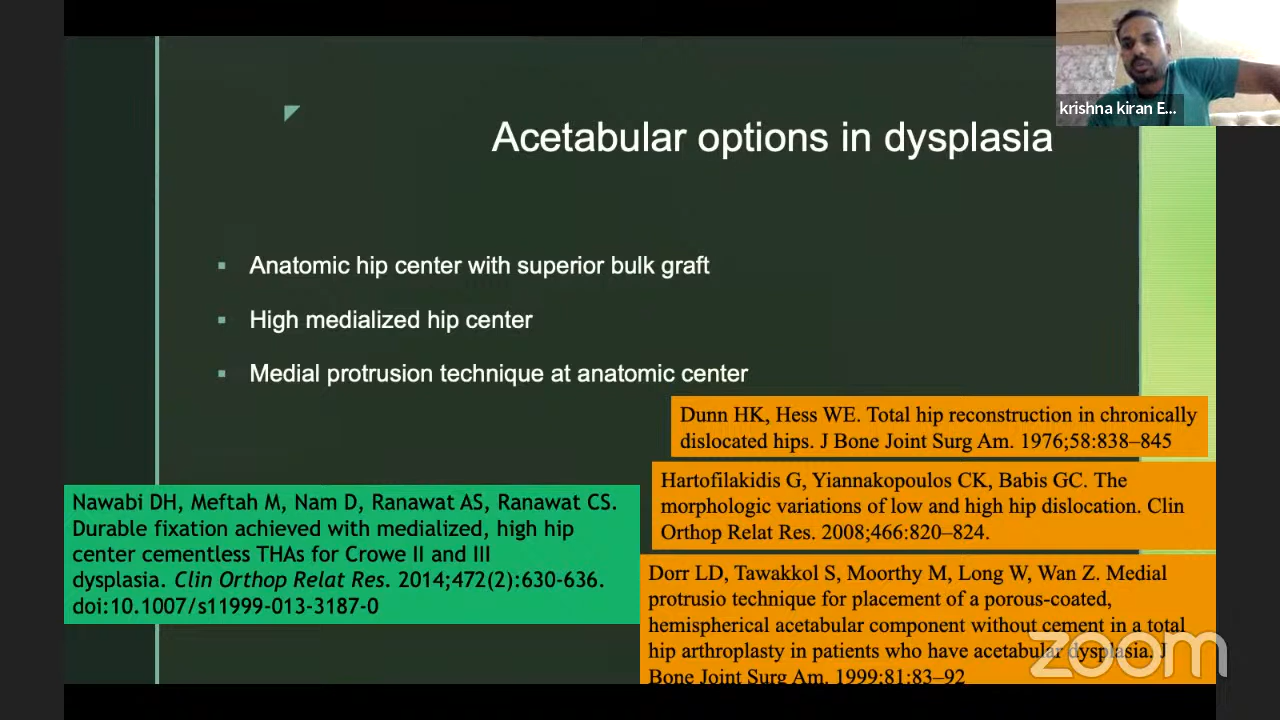 krishna kiran E...
Acetabular options in dysplasia
Anatomic hip center with superior bulk graft
High medialized hip center
Medial protrusion technique at anatomic center
Dunn HK, Hess WE. Total hip reconstruction in chronically
dislocated hips. J Bone Joint Surg Am. 1976;58:838–845
Hartofilakidis G, Yiannakopoulos CK, Babis GC. The
morphologic variations of low and high hip dislocation. Clin
Orthop Relat Res. 2008;466:820–824.
Nawabi DH, Meftah M, Nam D, Ranawat AS, Ranawat CS.
Durable fixation achieved with medialized, high hip
center cementless THAs for Crowe II and III
dysplasia. Clin Orthop Relat Res. 2014;472(2):630-636.
doi:10.1007/s11999-013-3187-0
Dorr LD, Tawakkol S, Moorthy M, Long W, Wan Z. Medial
protrusio technique for placement of a porous-coated,
hemispherical acetabular component without cement in a total
hip arthroplasty in patients who have acetabular dysplasia. J
Bone Joint Surg Am. 1999;81:83–92
zoom